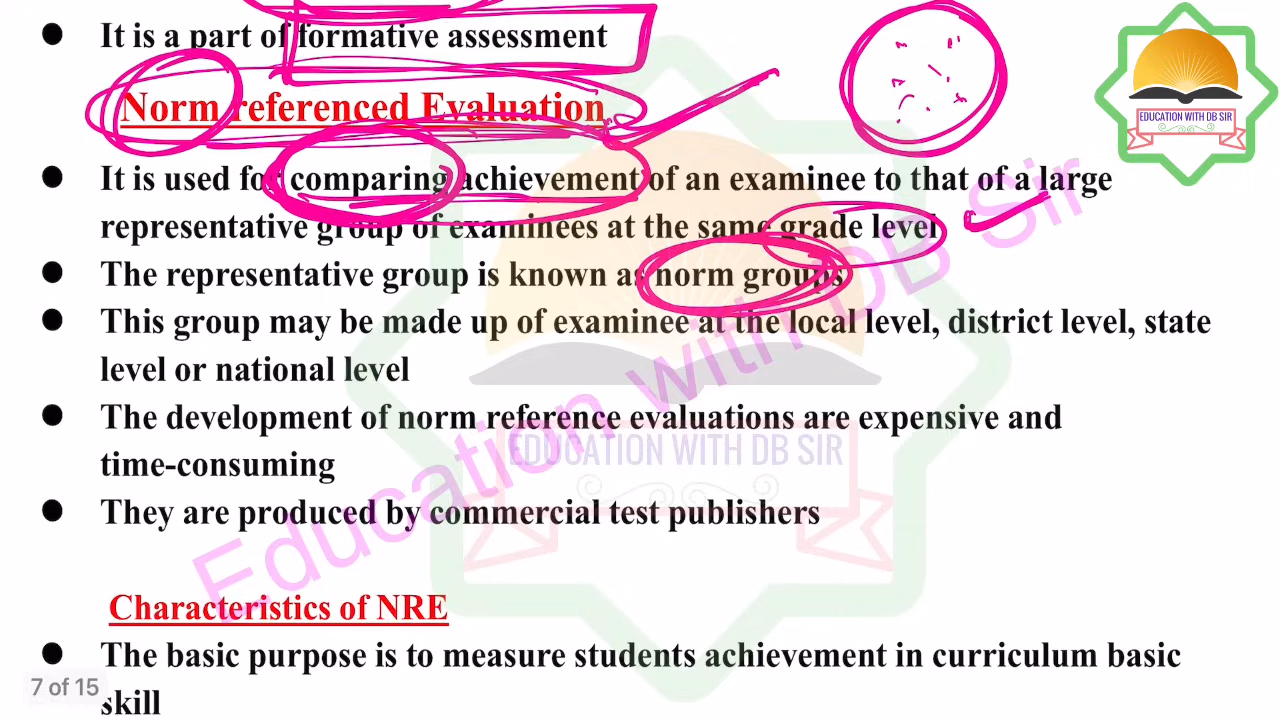 It is a part of formative assessment
EDUCATION WITH DB SIR
Norm referenced Evaluation
It is used for comparing achievement of an examinee to that of a large
representative group of examinees at the same grade level
The representative group is known as norm groups
This group may be made up of examinee at the local level, district level, state
level or national level
The development of norm reference evaluations are expensive and
time-consuming
EDUCATION WITH DB SIR
Education with DB Sir
They are produced by commercial test publishers
Characteristics of NRE
The basic purpose is to measure students achievement in curriculum basic
skill
7 of 15